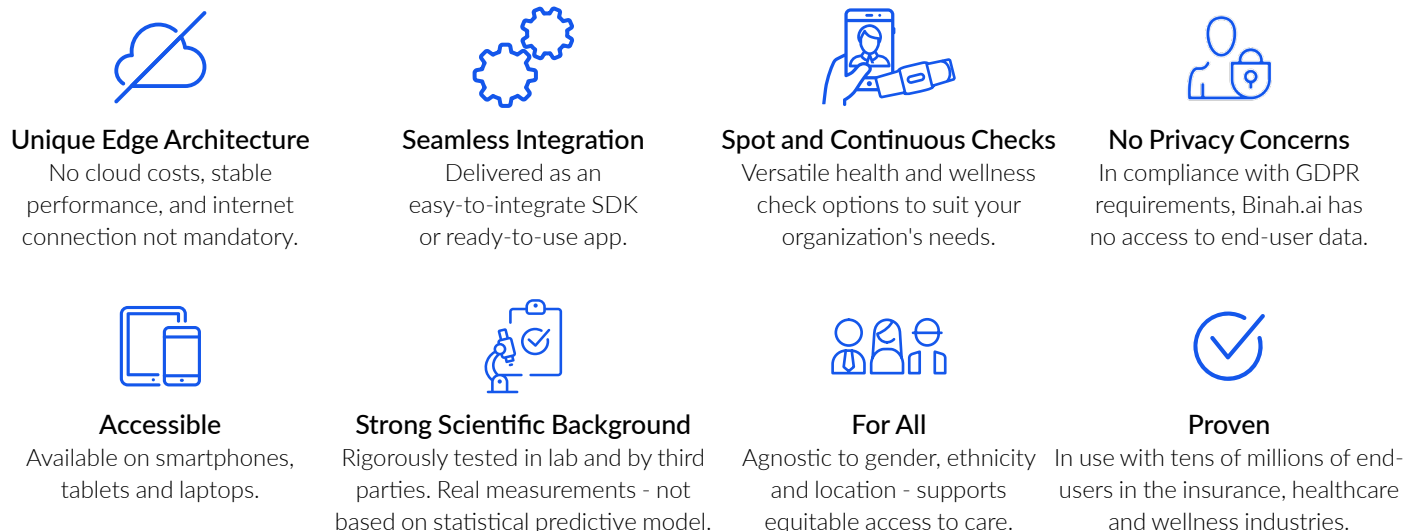 Unique Edge Architecture
No cloud costs, stable
performance, and internet
connection not mandatory.
Seamless Integration
Delivered as an
easy-to-integrate SDK
or ready-to-use app.
Spot and Continuous Checks
Versatile health and wellness
check options to suit your
organization's needs.
No Privacy Concerns
In compliance with GDPR
requirements, Binah.ai has
no access to end-user data.
Accessible
Available on smartphones,
tablets and laptops.
Strong Scientific Background
Rigorously tested in lab and by third
parties. Real measurements - not
based on statistical predictive model.
For All
Agnostic to gender, ethnicity
and location - supports
equitable access to care.
Proven
In use with tens of millions of end-
users in the insurance, healthcare
and wellness industries.